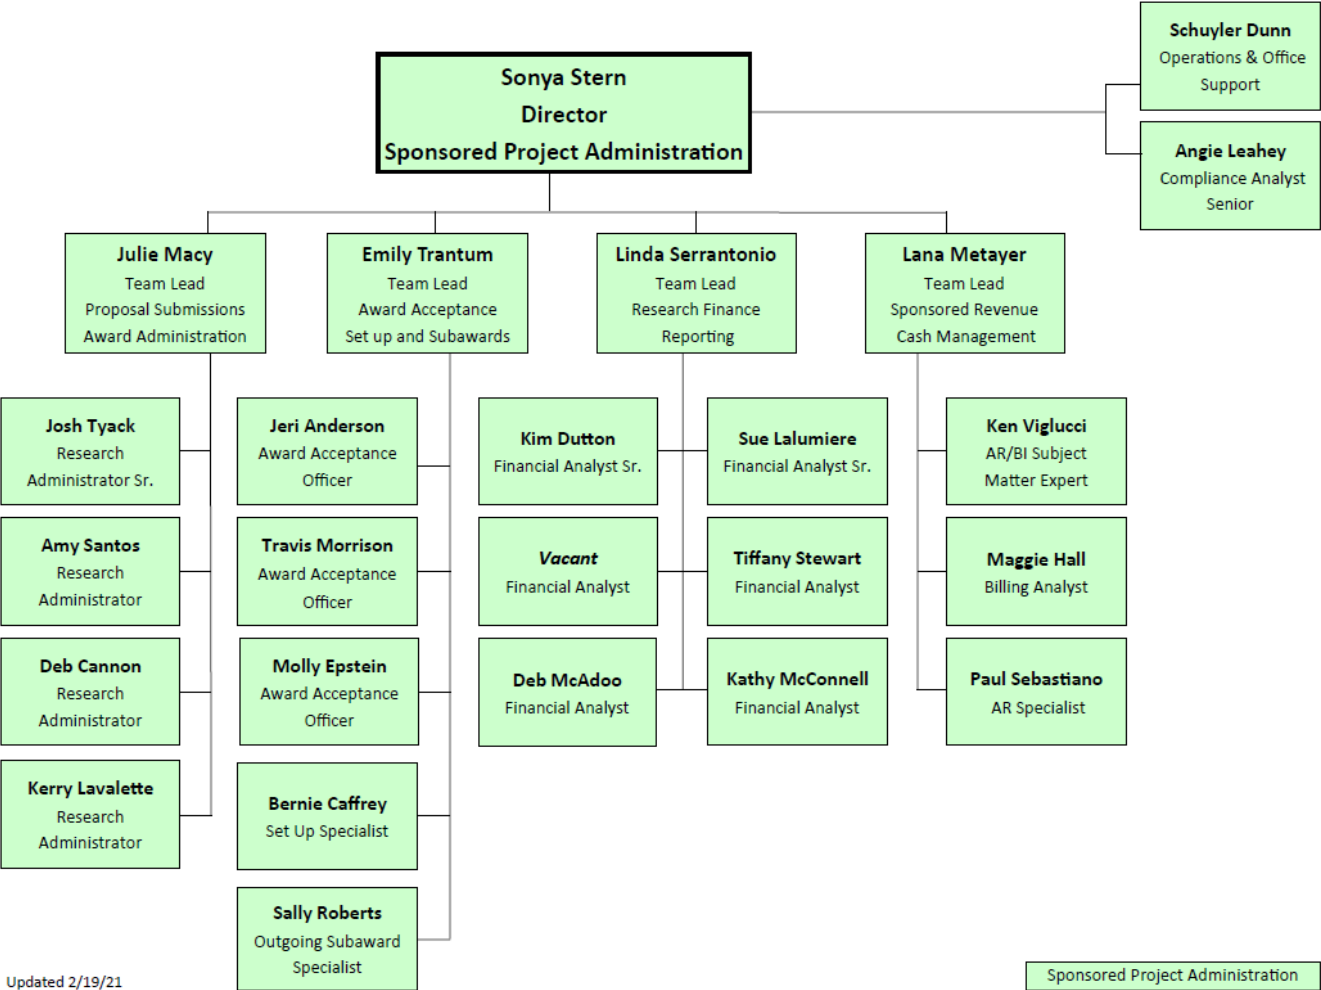 Schuyler Dunn
Operations & Office
Support
Sonya Stern
Director
Sponsored Project Administration
Angie Leahey
Compliance Analyst
Senior
Julie Macy
Team Lead
Proposal Submissions
Award Administration
Emily Trantum
Team Lead
Award Acceptance
Set up and Subawards
Linda Serrantonio
Team Lead
Research Finance
Reporting
Lana Metayer
Team Lead
Sponsored Revenue
Cash Management
Josh Tyack
Research
Administrator Sr.
Jeri Anderson
Award Acceptance
Officer
Kim Dutton
Financial Analyst Sr.
Sue Lalumiere
Financial Analyst Sr.
Ken Viglucci
AR/BI Subject
Matter Expert
Amy Santos
Research
Administrator
Travis Morrison
Award Acceptance
Officer
Vacant
Financial Analyst
Tiffany Stewart
Financial Analyst
Maggie Hall
Billing Analyst
Deb Cannon
Research
Administrator
Molly Epstein
Award Acceptance
Officer
Deb McAdoo
Financial Analyst
Kathy McConnell
Financial Analyst
Paul Sebastiano
AR Specialist
Kerry Lavalette
Research
Administrator
Bernie Caffrey
Set Up Specialist
Sally Roberts
Outgoing Subaward
Specialist
Updated 2/19/21
Sponsored Project Administration